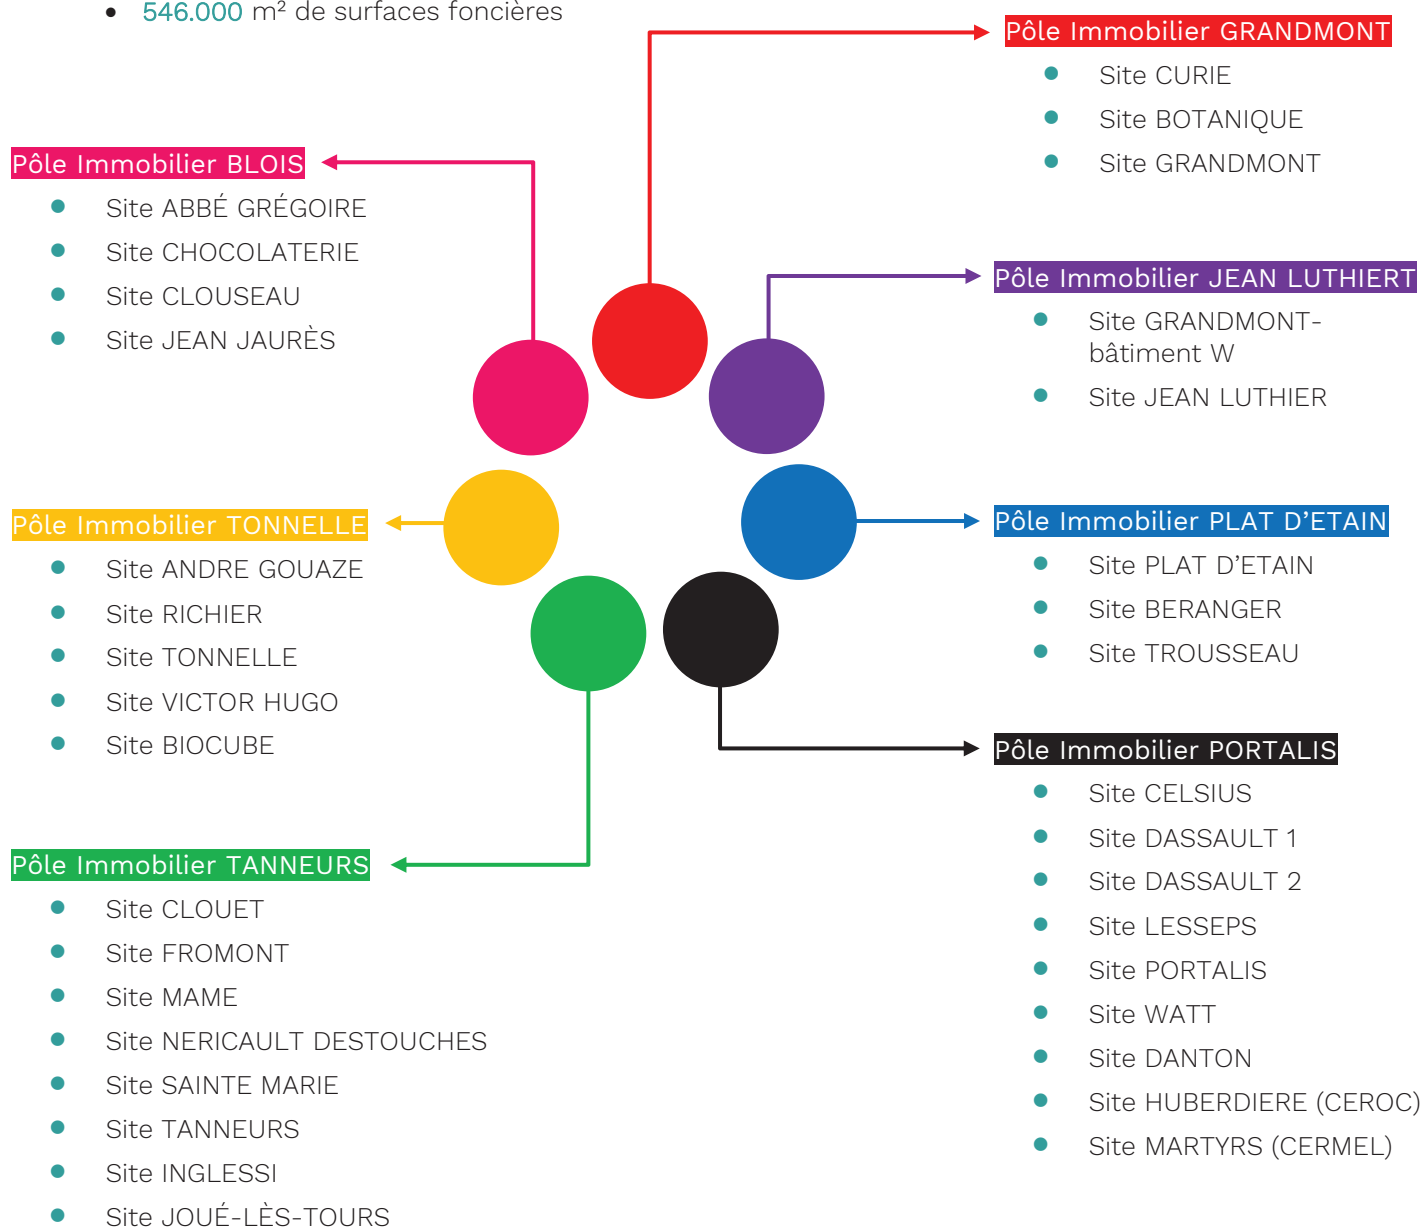 546.000 m² de surfaces foncières
Pôle Immobilier GRANDMONT
Site CURIE
Site BOTANIQUE
Site GRANDMONT
Pôle Immobilier BLOIS
Site ABBÉ GRÉGOIRE
Site CHOCOLATERIE
Site CLOUSEAU
Site JEAN JAURÈS
Pôle Immobilier JEAN LUTHIERT
Site GRANDMONT-
bâtiment W
Site JEAN LUTHIER
Pôle Immobilier TONNELLE
Site ANDRE GOUAZE
Site RICHIER
Site TONNELLE
Site VICTOR HUGO
Site BIOCUBE
Pôle Immobilier PLAT D’ETAIN
Site PLAT D’ETAIN
Site BERANGER
Site TROUSSEAU
Pôle Immobilier PORTALIS
Site CELSIUS
Site DASSAULT 1
Site DASSAULT 2
Site LESSEPS
Site PORTALIS
Site WATT
Site DANTON
Site HUBERDIERE (CEROC)
Site MARTYRS (CERMEL)
Pôle Immobilier TANNEURS
Site CLOUET
Site FROMONT
Site MAME
Site NERICAULT DESTOUCHES
Site SAINTE MARIE
Site TANNEURS
Site INGLESSI
Site JOUÉ-LÈS-TOURS